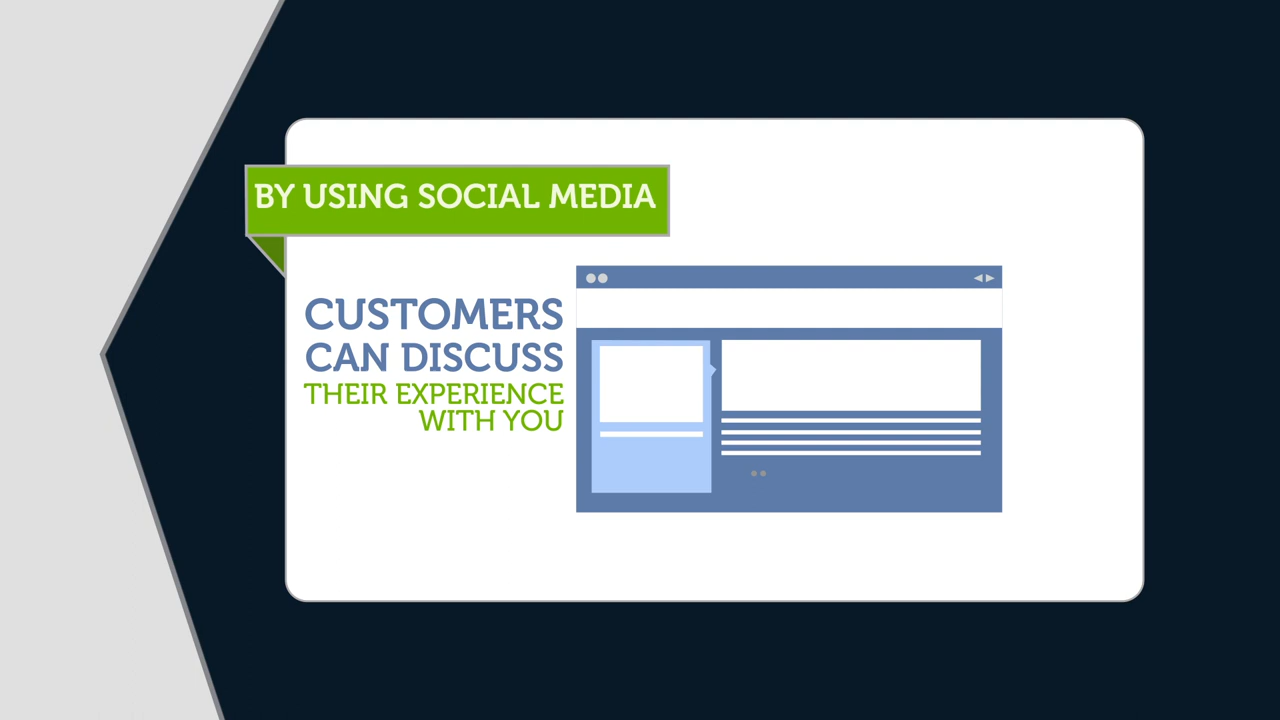 BY USING SOCIAL MEDIA
CUSTOMERS
CAN DISCUSS
THEIR EXPERIENCE
WITH YOU